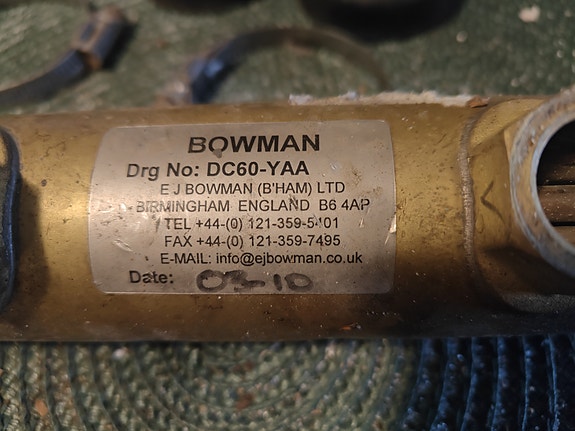 BOWMAN
Drg No: DC60-YAA
E J BOWMAN (B'HAM) LTD
BIRMINGHAM ENGLAND B6 4AP
TEL +44-(0) 121-359-5401
FAX +44-(0) 121-359-7495
E-MAIL: info@ejbowman.co.uk
Date: 03-10